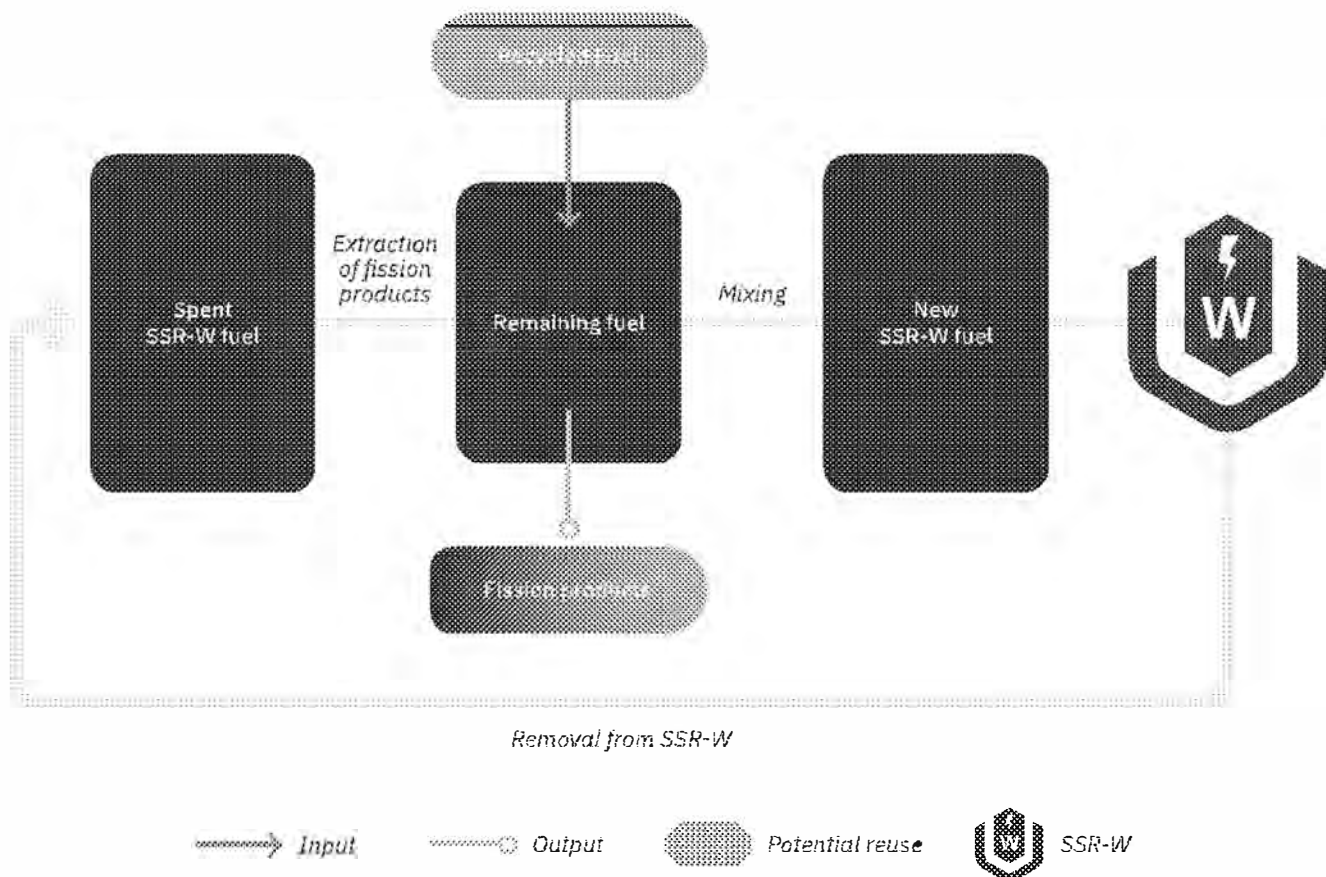 Recycled fuel
Extraction
of fission
products
Spent
SSR-W fuel
Remaining fuel
Mixing
New
SSR-W fuel
W
Fission products
Removal from SSR-W
Input
Output
Potential reuse
W
SSR-W